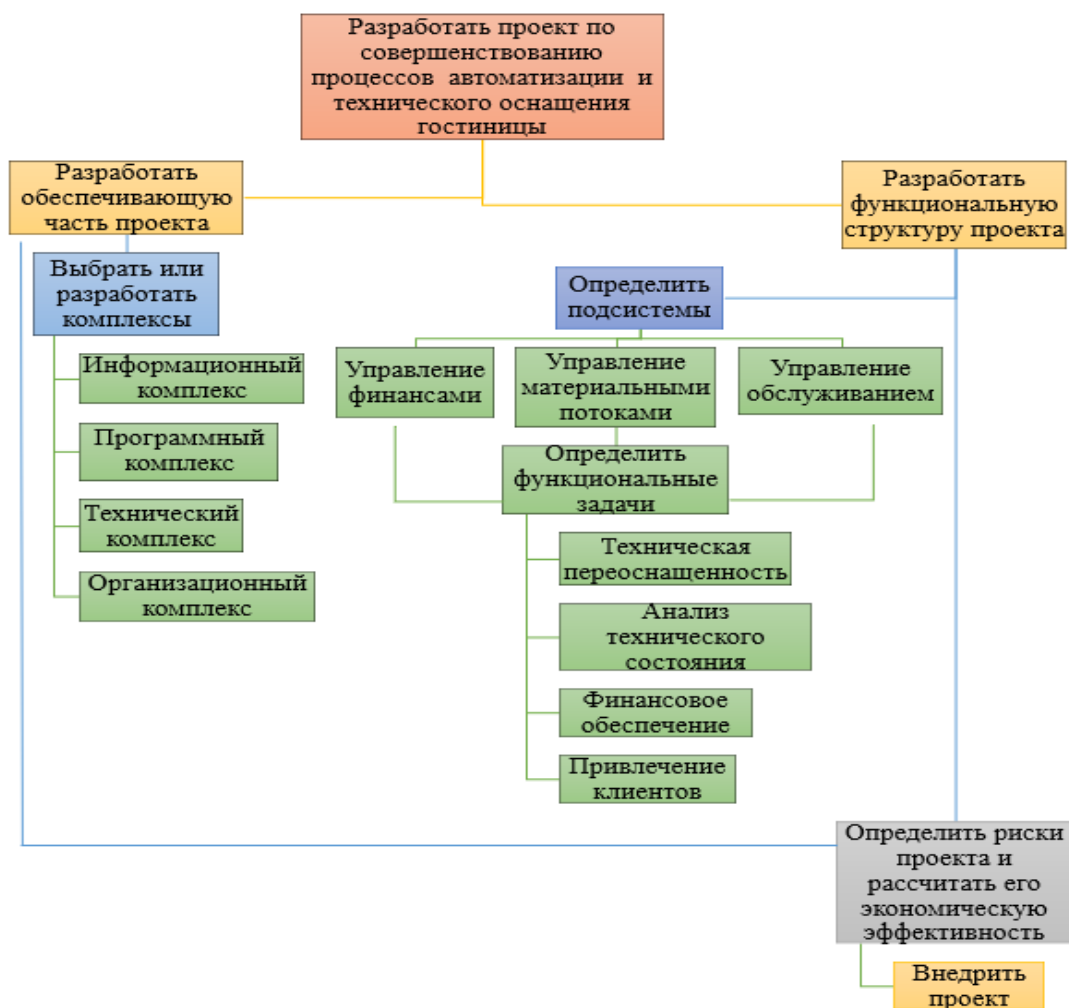 Разработать проект по
совершенствованию
процессов автоматизации и
технического оснащения
гостиницы
Разработать
обеспечивающую
часть проекта
Разработать
функциональную
структуру проекта
Выбрать или
разработать
комплексы
Определить
подсистемы
Информационный
комплекс
Программный
комплекс
Технический
комплекс
Организационный
комплекс
Управление
финансами
Управление
материальными
потоками
Управление
обслуживанием
Определить
функциональные
задачи
Техническая
переоснащенность
Анализ
технического
состояния
Финансовое
обеспечение
Привлечение
клиентов
Определить риски
проекта и
рассчитать его
экономическую
эффективность
Внедрить
проект